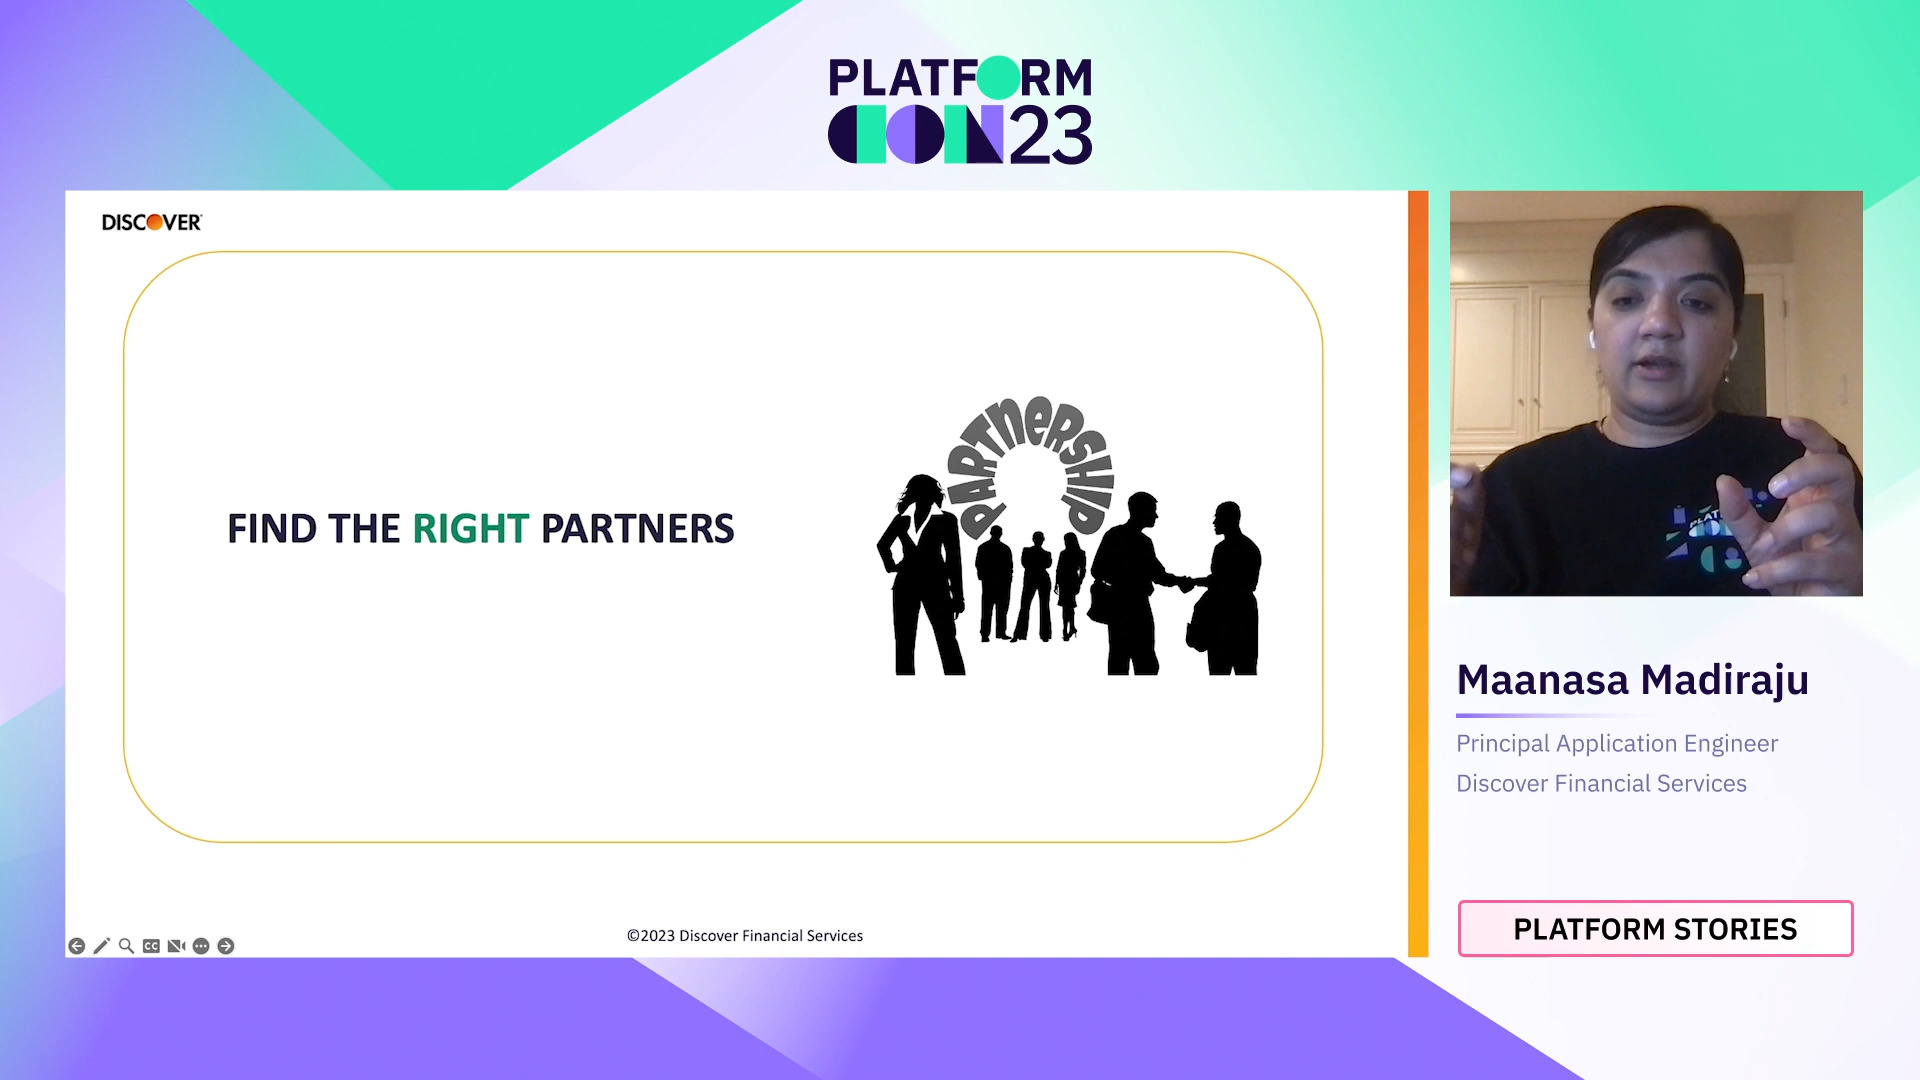 PLATFORM
CON23
DISCOVER
PARTNERSHIP
FIND THE RIGHT PARTNERS
©2023 Discover Financial Services
CC
Maanasa Madiraju
Principal Application Engineer
Discover Financial Services
PLATFORM STORIES